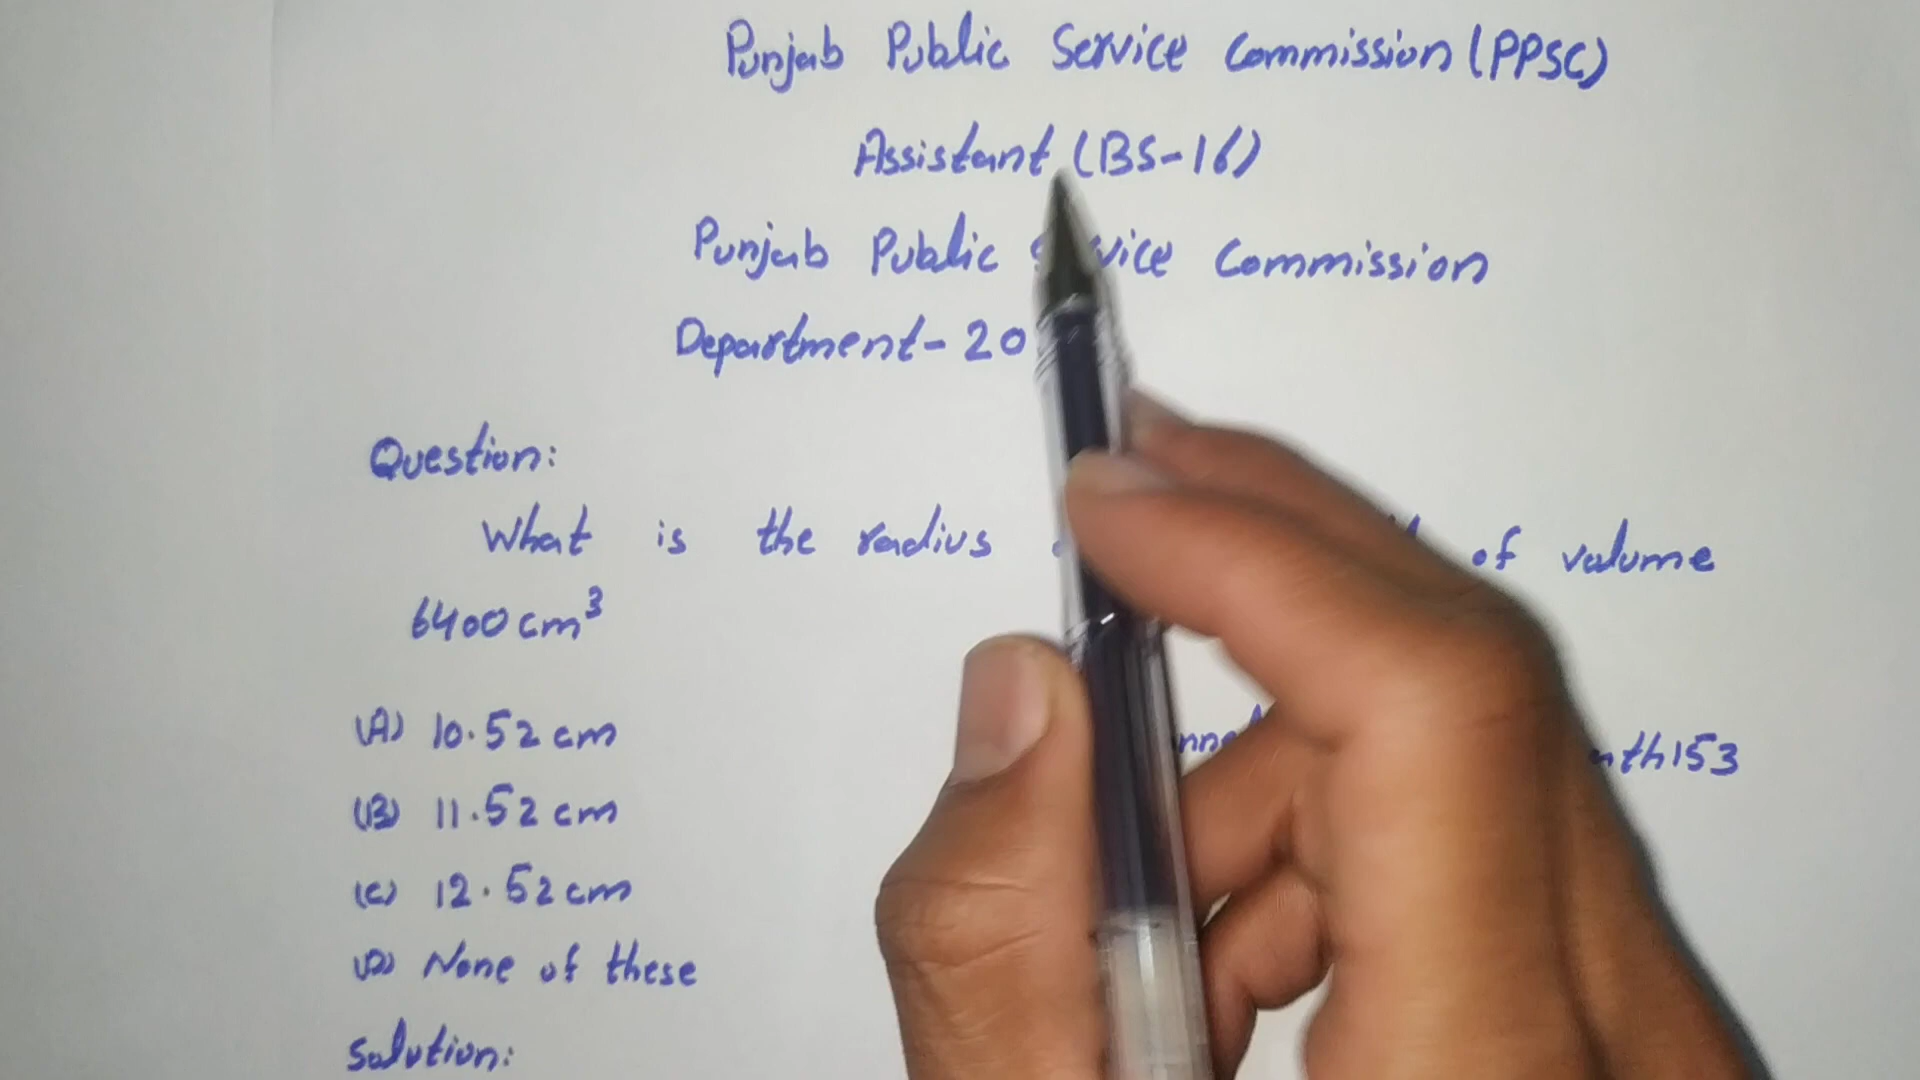 Punjab Public Service Commission (PPSC)
Assistant (BS-16)
Punjab Public Commission
Department - 20
Question:
What is the radius of volume
6400 cm³
(A) 10.52 cm
(B) 11.52 cm
(C) 12.52 cm
(D) None of these
Solution: